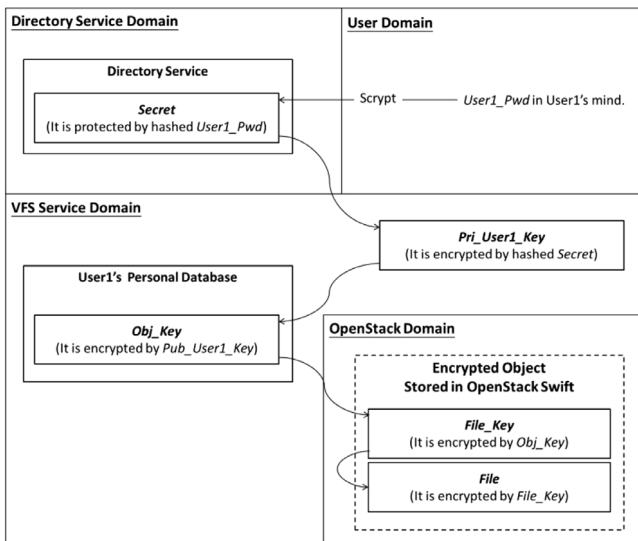 Directory Service Domain
User Domain
Directory Service
Secret
(It is protected by hashed User1_Pwd)
Scrypt
User1_Pwd in User1's mind.
VFS Service Domain
Pri_User1_Key
(It is encrypted by hashed Secret)
User1's Personal Database
Obj_Key
(It is encrypted by Pub_User1_Key)
OpenStack Domain
Encrypted Object
Stored in OpenStack Swift
File_Key
(It is encrypted by Obj_Key)
File
(It is encrypted by File_Key)